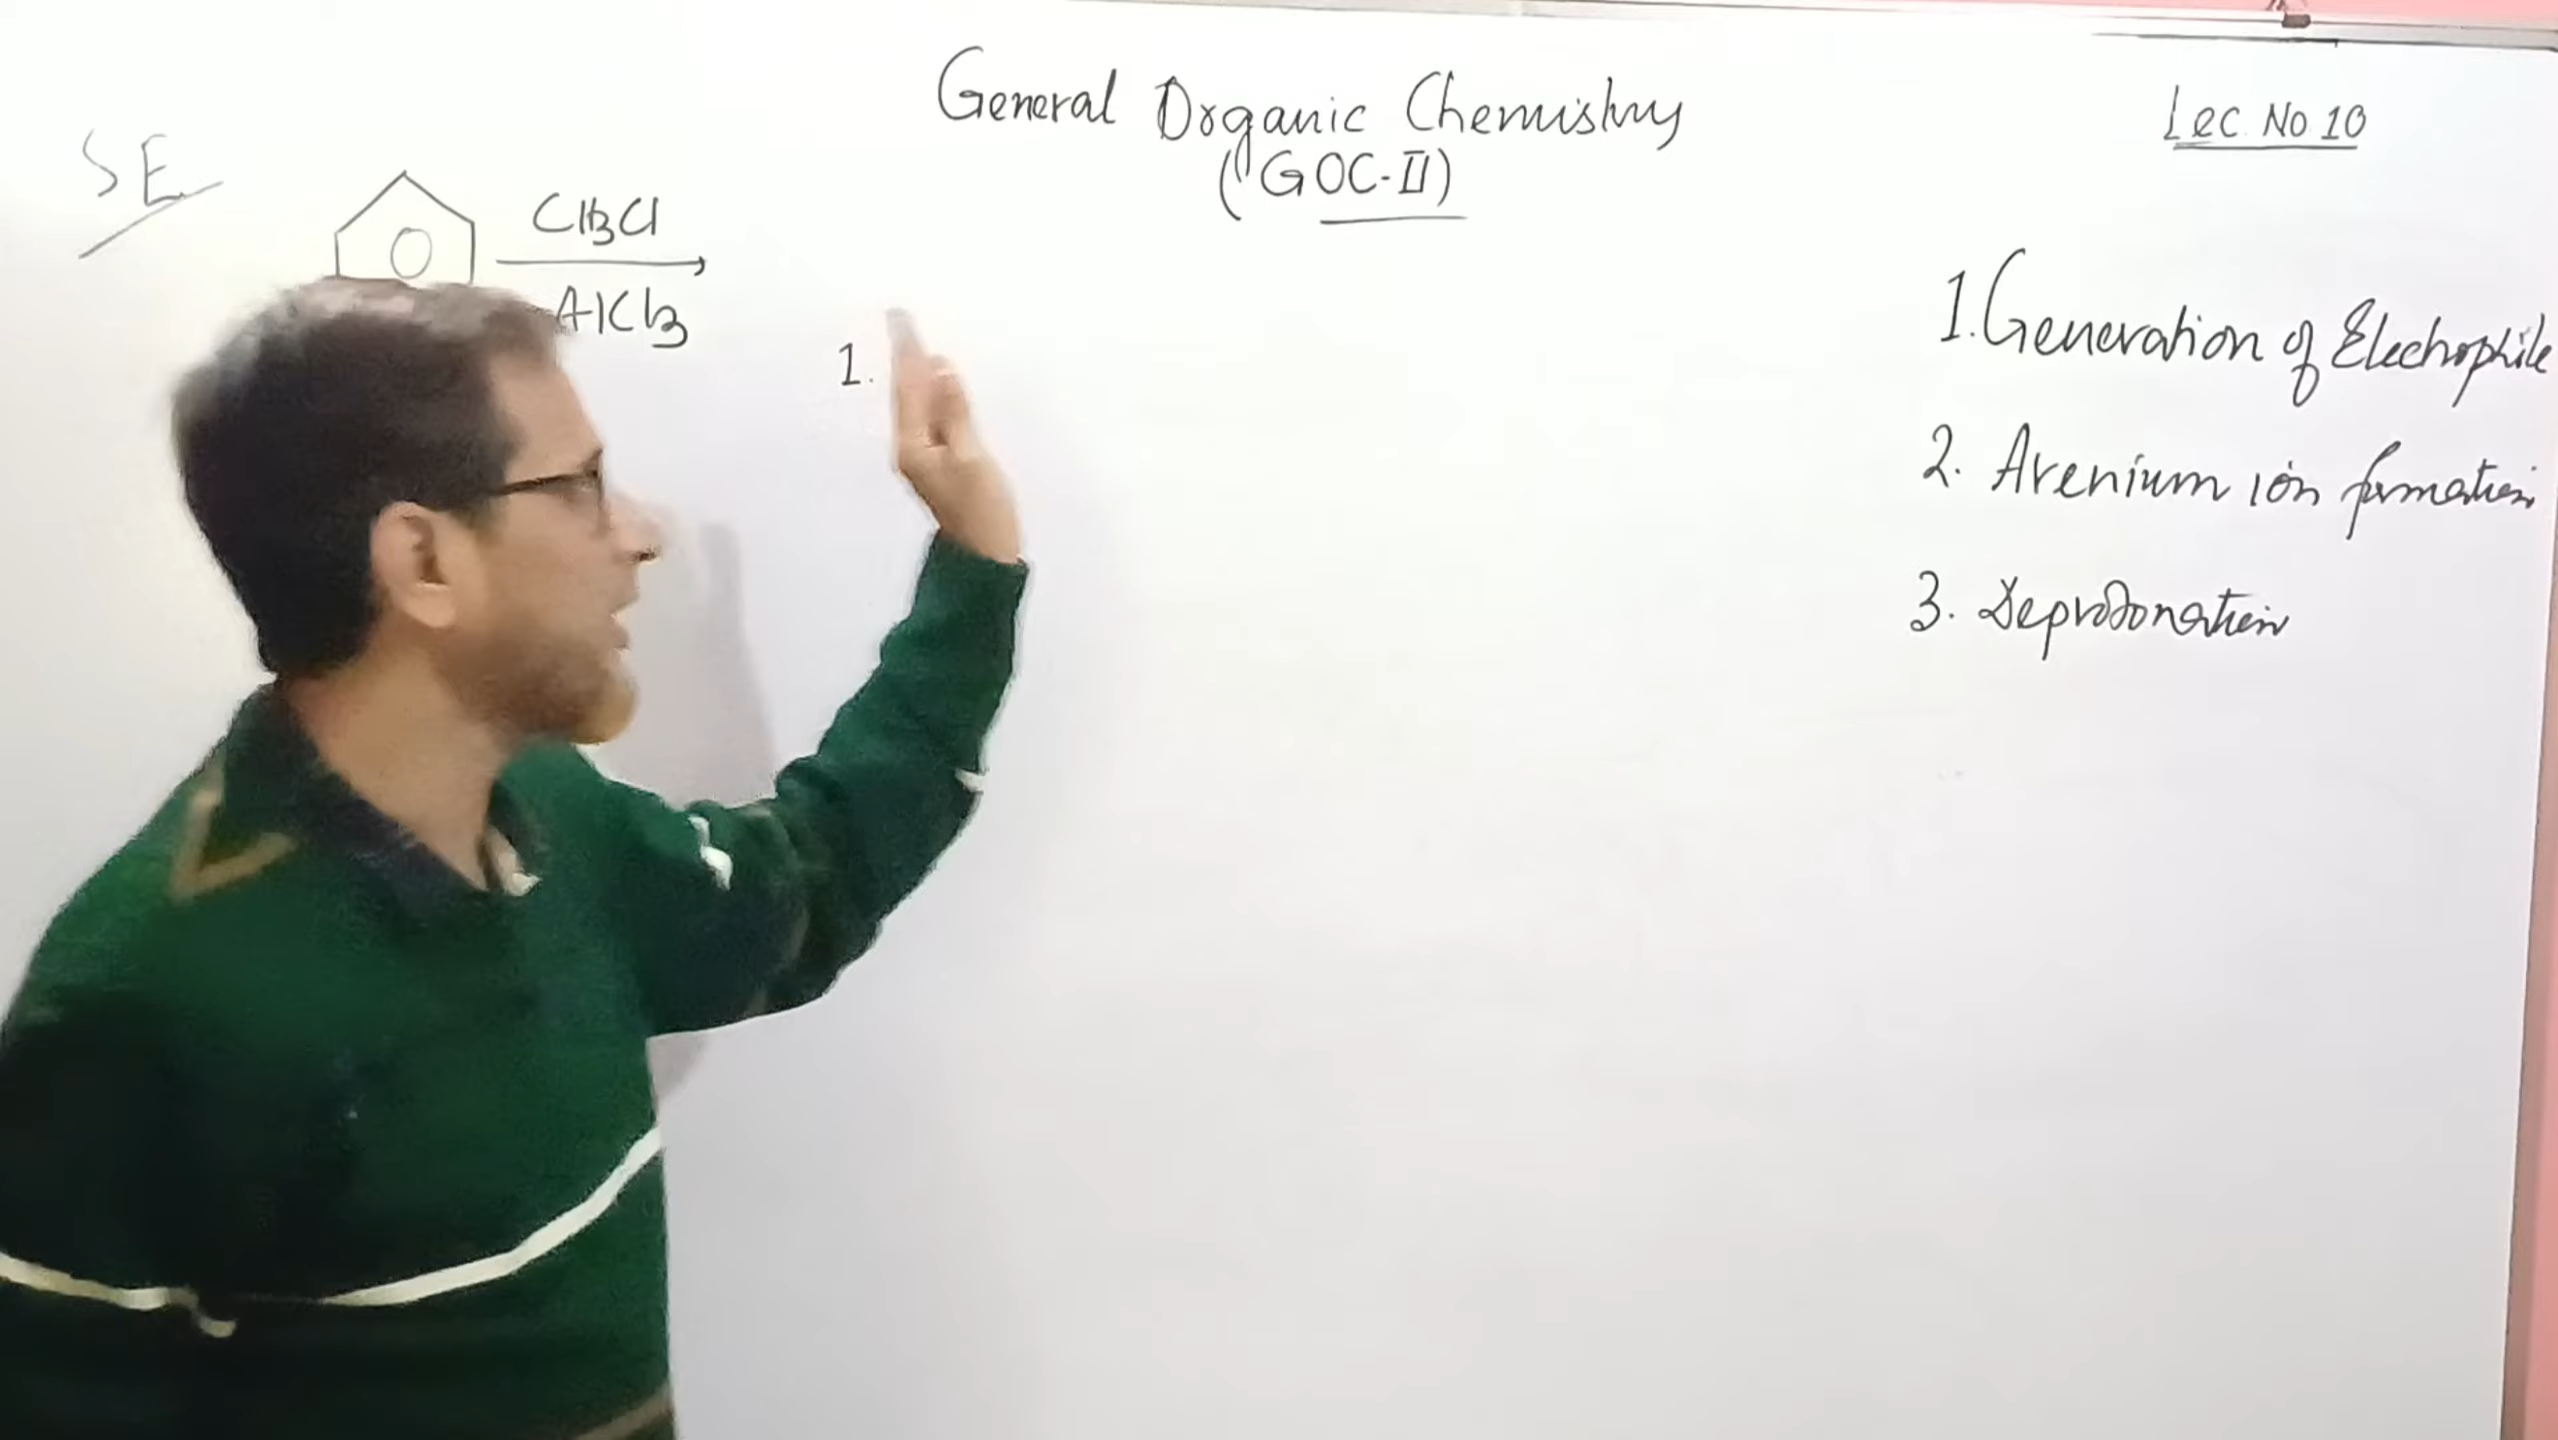 General Organic Chemistry
(GOC-II)
Lec. No 10
SE
CH3Cl
AlCl3
1.
1. Generation of Electrophile
2. Arenium ion formation
3. Deprotonation